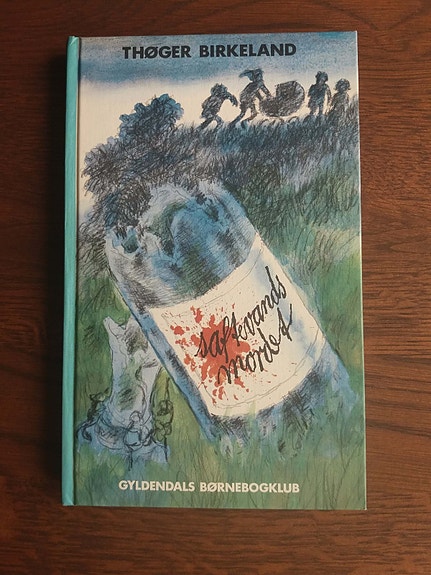 THØGER BIRKELAND
saftevands
mordet
GYLDENDALS BØRNEBOGKLUB